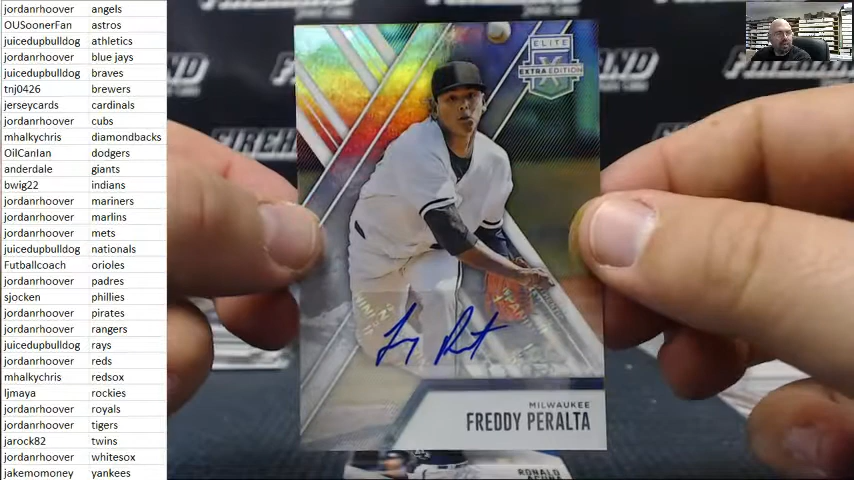 jordanrhoover angels
OUSoonerFan astros
juicedupbulldog athletics
jordanrhoover blue jays
juicedupbulldog braves
tnj0426 brewers
jerseycards cardinals
jordanrhoover cubs
mhalkychris diamondbacks
OilCanIan dodgers
anderdale giants
bwig22 indians
jordanrhoover mariners
jordanrhoover marlins
jordanrhoover mets
juicedupbulldog nationals
Futballcoach orioles
jordanrhoover padres
sjocken phillies
jordanrhoover pirates
jordanrhoover rangers
juicedupbulldog rays
jordanrhoover reds
mhalkychris redsox
ljmaya rockies
jordanrhoover royals
jordanrhoover tigers
jarock82 twins
jordanrhoover whitesox
jakemomoney yankees
ELITE
EXTRA EDITION
X
MILWAUKEE
FREDDY PERALTA
RONALD